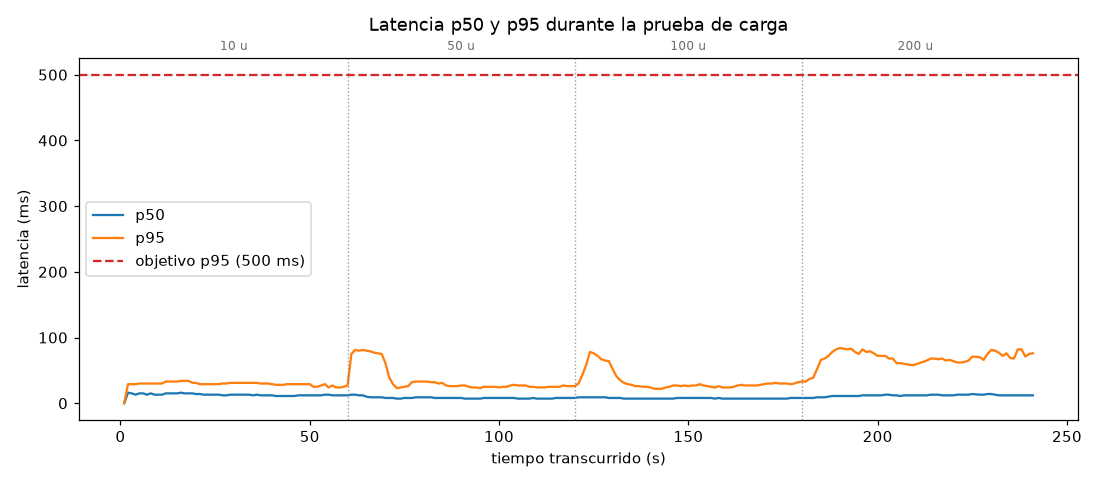 Latencia p50 y p95 durante la prueba de carga
10 u
50 u
100 u
200 u
500
400
300
200
100
0
latencia (ms)
p50
p95
objetivo p95 (500 ms)
0
50
100
150
200
250
tiempo transcurrido (s)